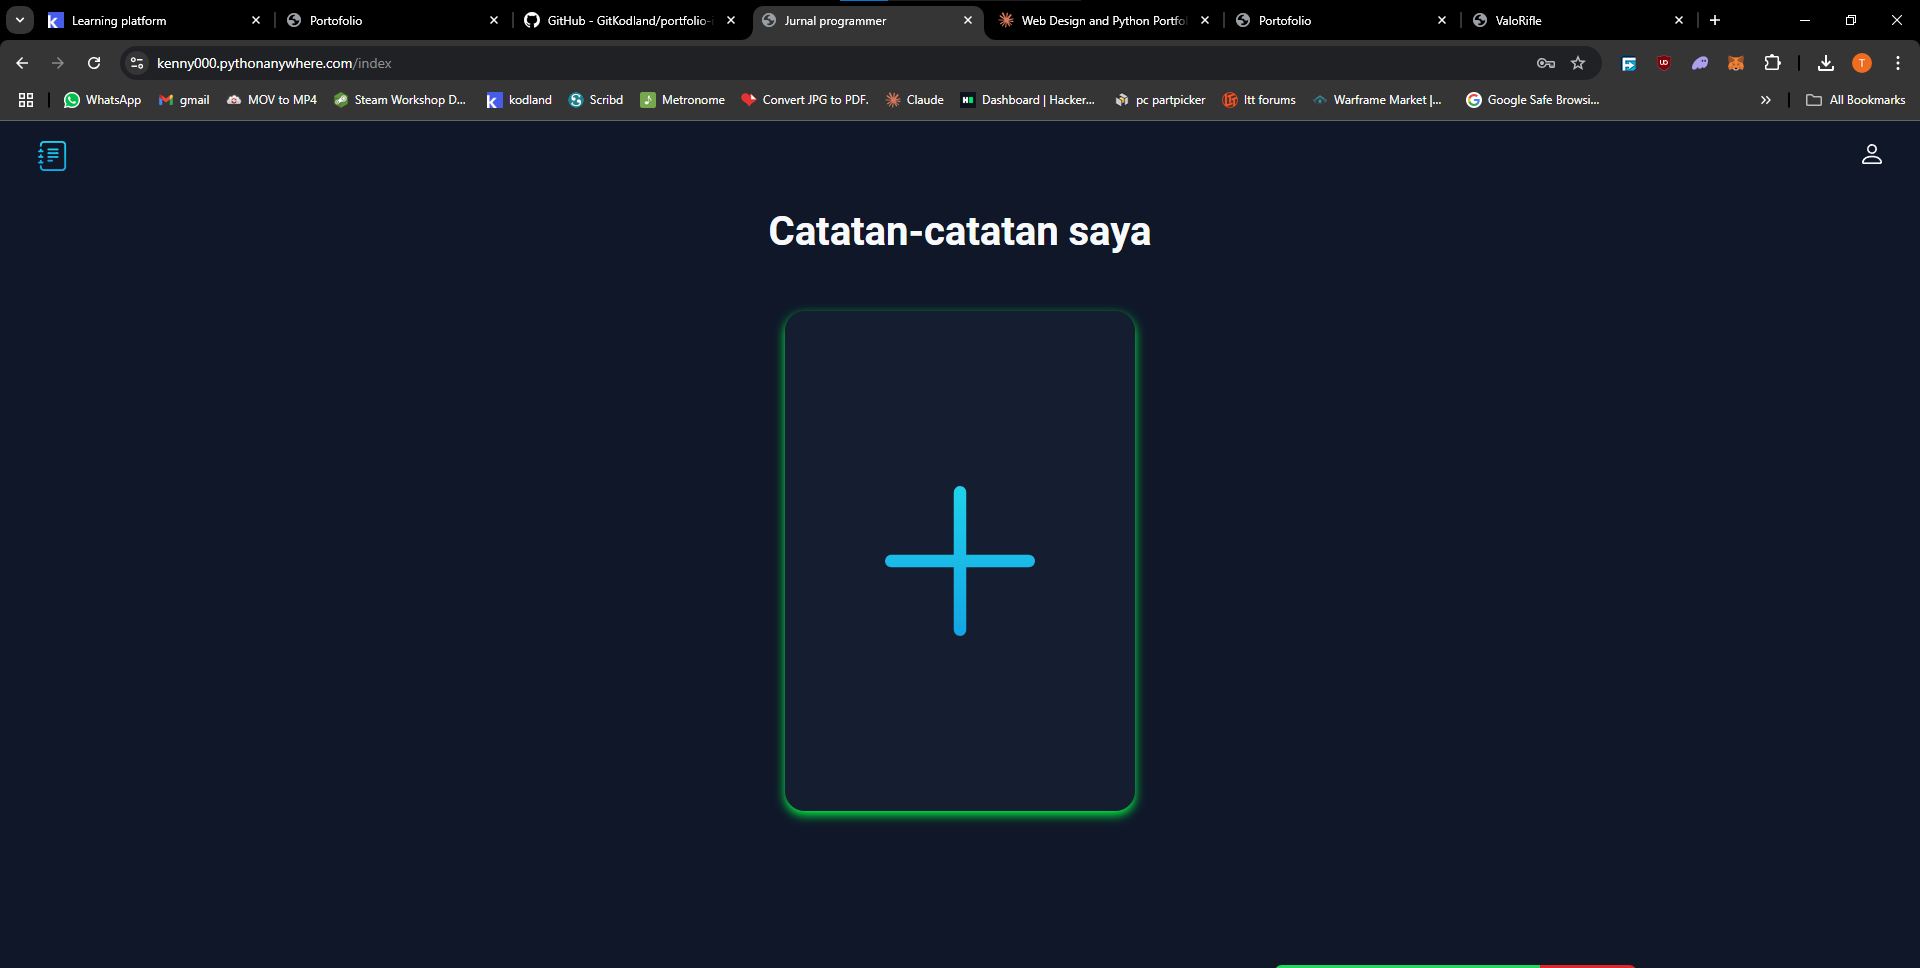 Learning platform
Portofolio
GitHub - GitKodland/portfolio-
Jurnal programmer
Web Design and Python Portfo
Portofolio
ValoRifle
kenny000.pythonanywhere.com/index
T
WhatsApp
gmail
MOV to MP4
Steam Workshop D...
kodland
Scribd
Metronome
Convert JPG to PDF.
Claude
Dashboard | Hacker...
pc partpicker
ltt forums
Warframe Market |...
Google Safe Browsi...
All Bookmarks
Catatan-catatan saya